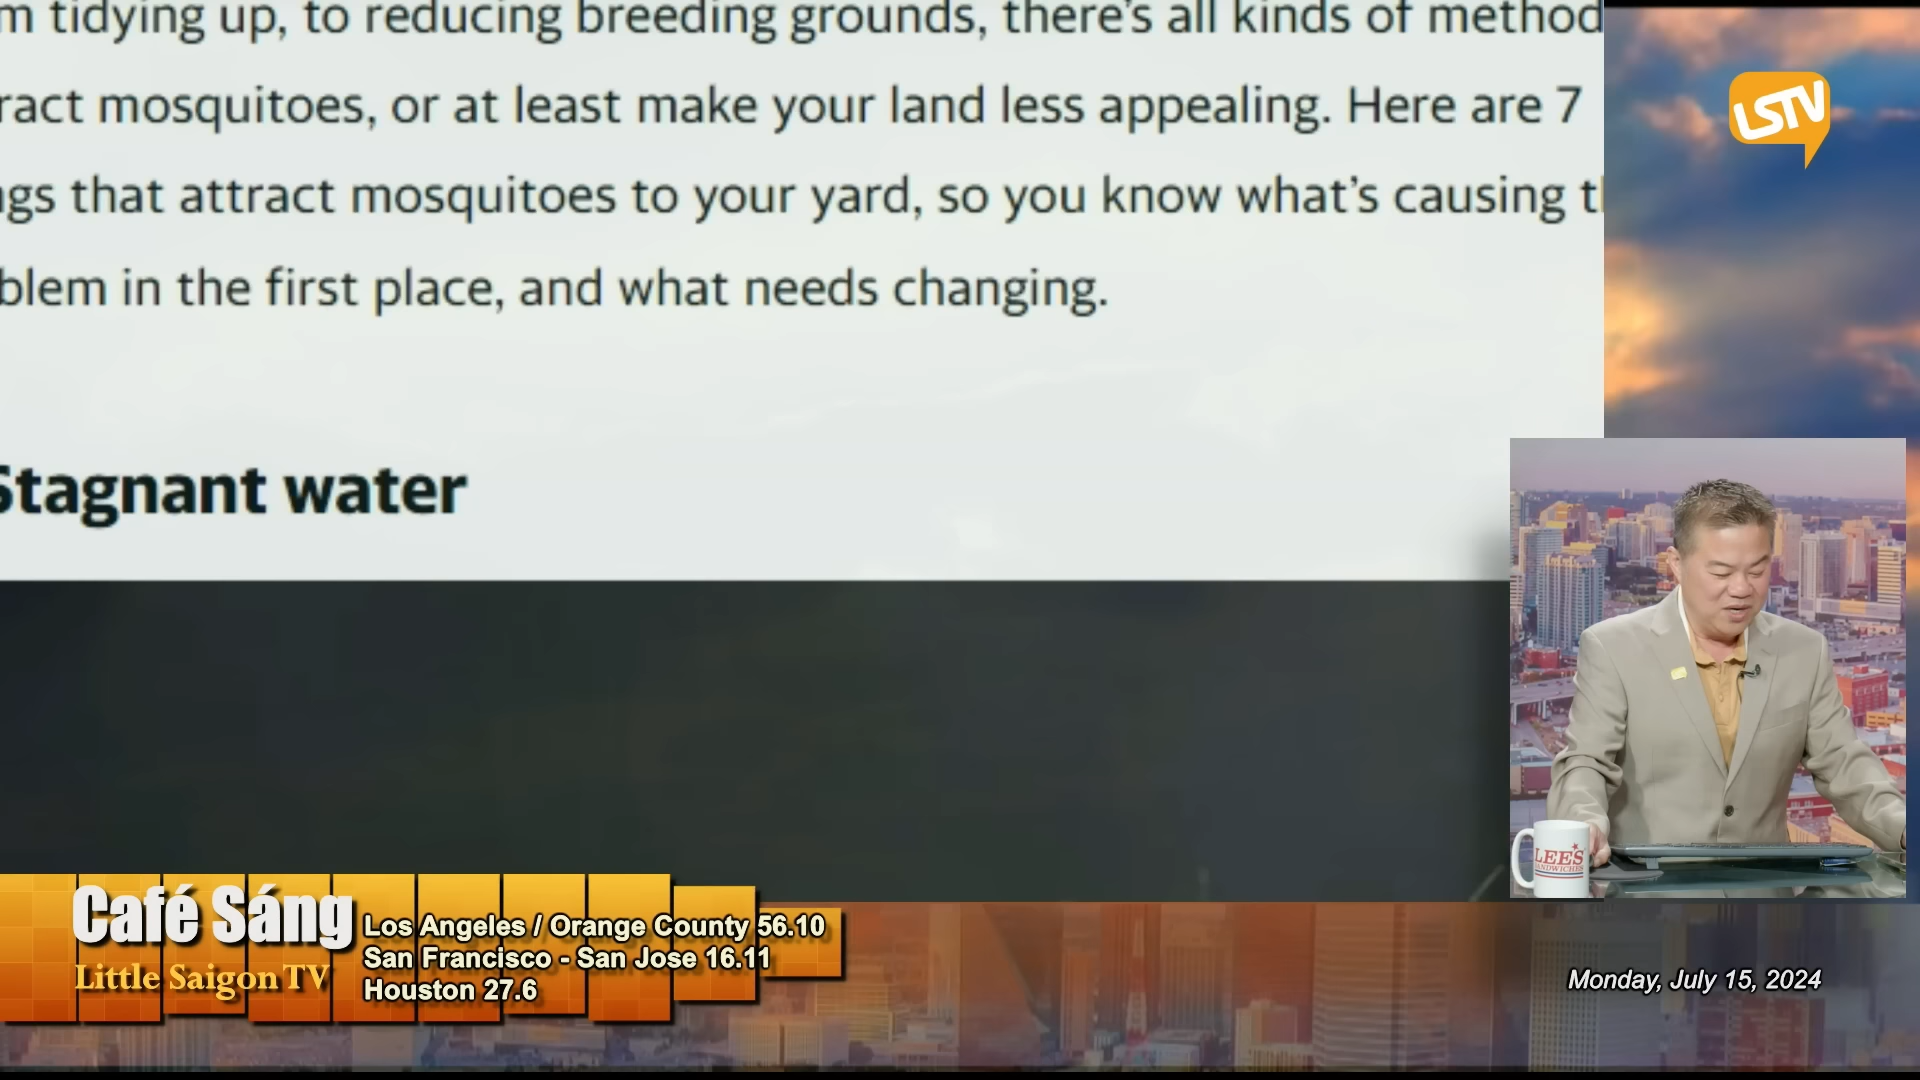 m tidying up, to reducing breeding grounds, there's all kinds of method
ract mosquitoes, or at least make your land less appealing. Here are 7
ngs that attract mosquitoes to your yard, so you know what's causing th
blem in the first place, and what needs changing.
Stagnant water
LSTV
LEE'S
SANDWICHES
Café Sáng
Little Saigon TV
Los Angeles / Orange County 56.10
San Francisco - San Jose 16.11
Houston 27.6
Monday, July 15, 2024